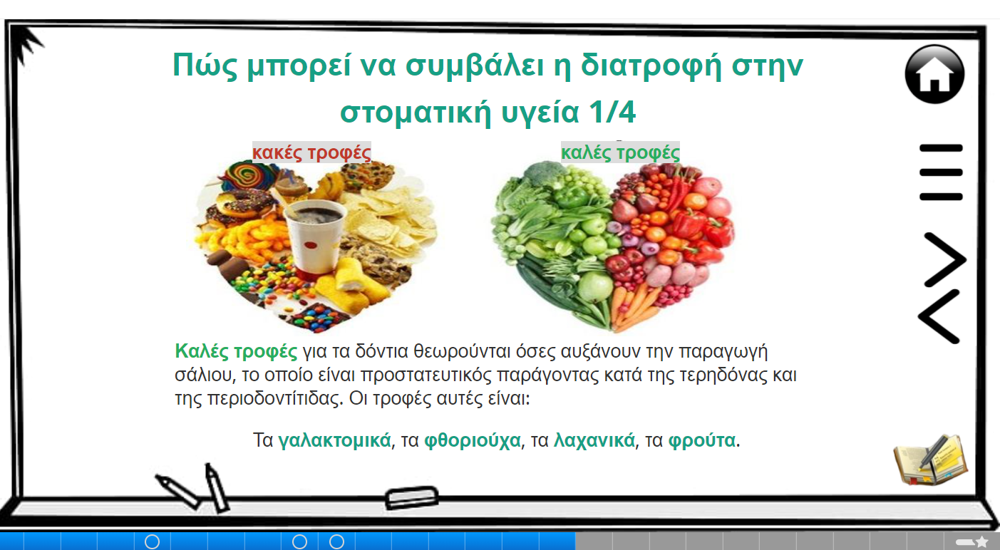 Πώς μπορεί να συμβάλει η διατροφή στην
στοματική υγεία 1/4
κακές τροφές
καλές τροφές
Καλές τροφές για τα δόντια θεωρούνται όσες αυξάνουν την παραγωγή
σάλιου, το οποίο είναι προστατευτικός παράγοντας κατά της τερηδόνας και
της περιοδοντίτιδας. Οι τροφές αυτές είναι:
Τα γαλακτομικά, τα φθοριούχα, τα λαχανικά, τα φρούτα.